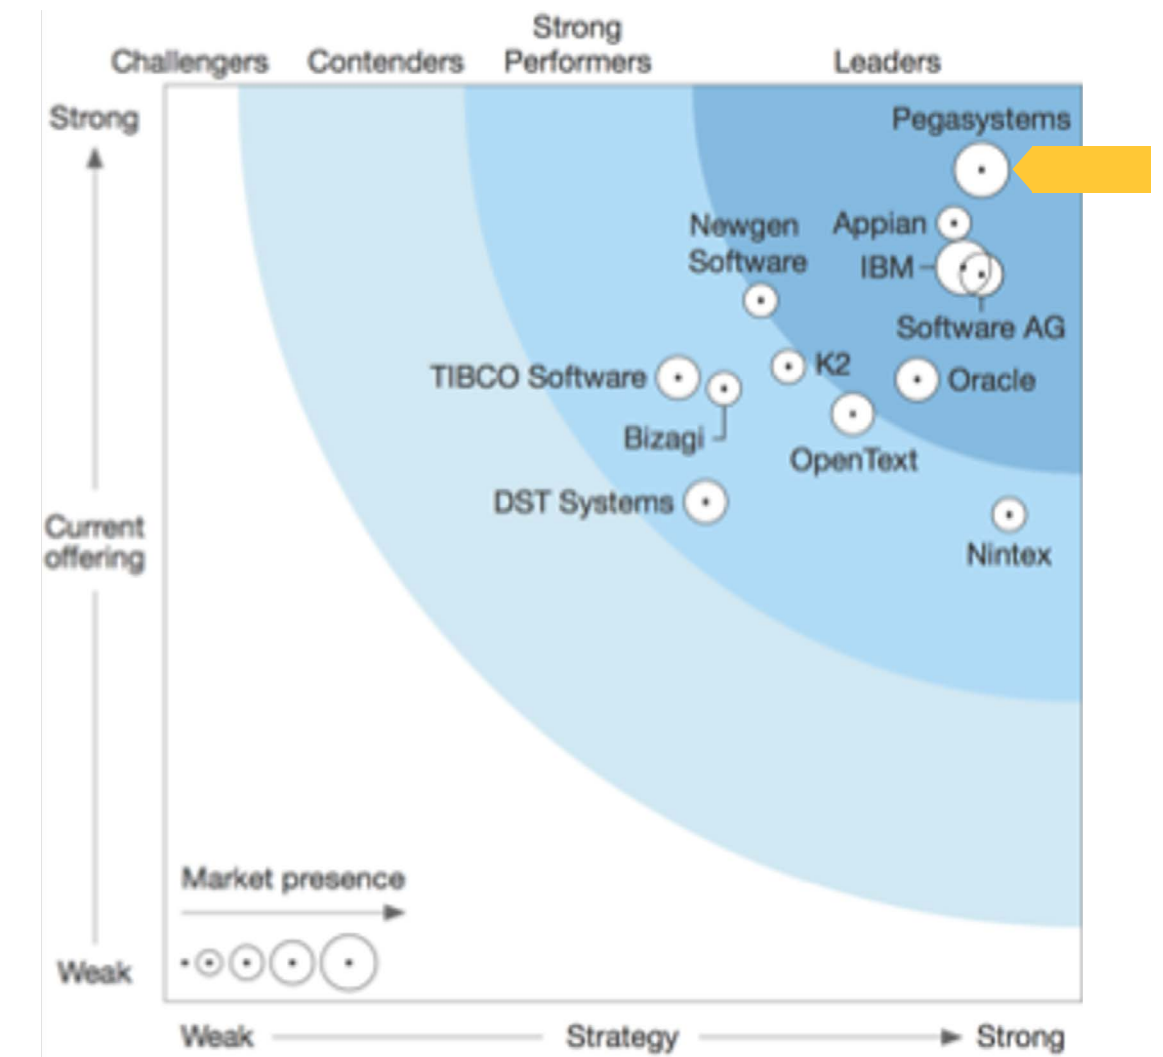 Strong
Challengers Contenders Performers Leaders
Strong
Pegasystems
Newgen
Software
Appian
IBM
Software AG
TIBCO Software
K2
Oracle
Bizagi
OpenText
DST Systems
Current
offering
Nintex
Market presence
Weak
Weak Strategy Strong